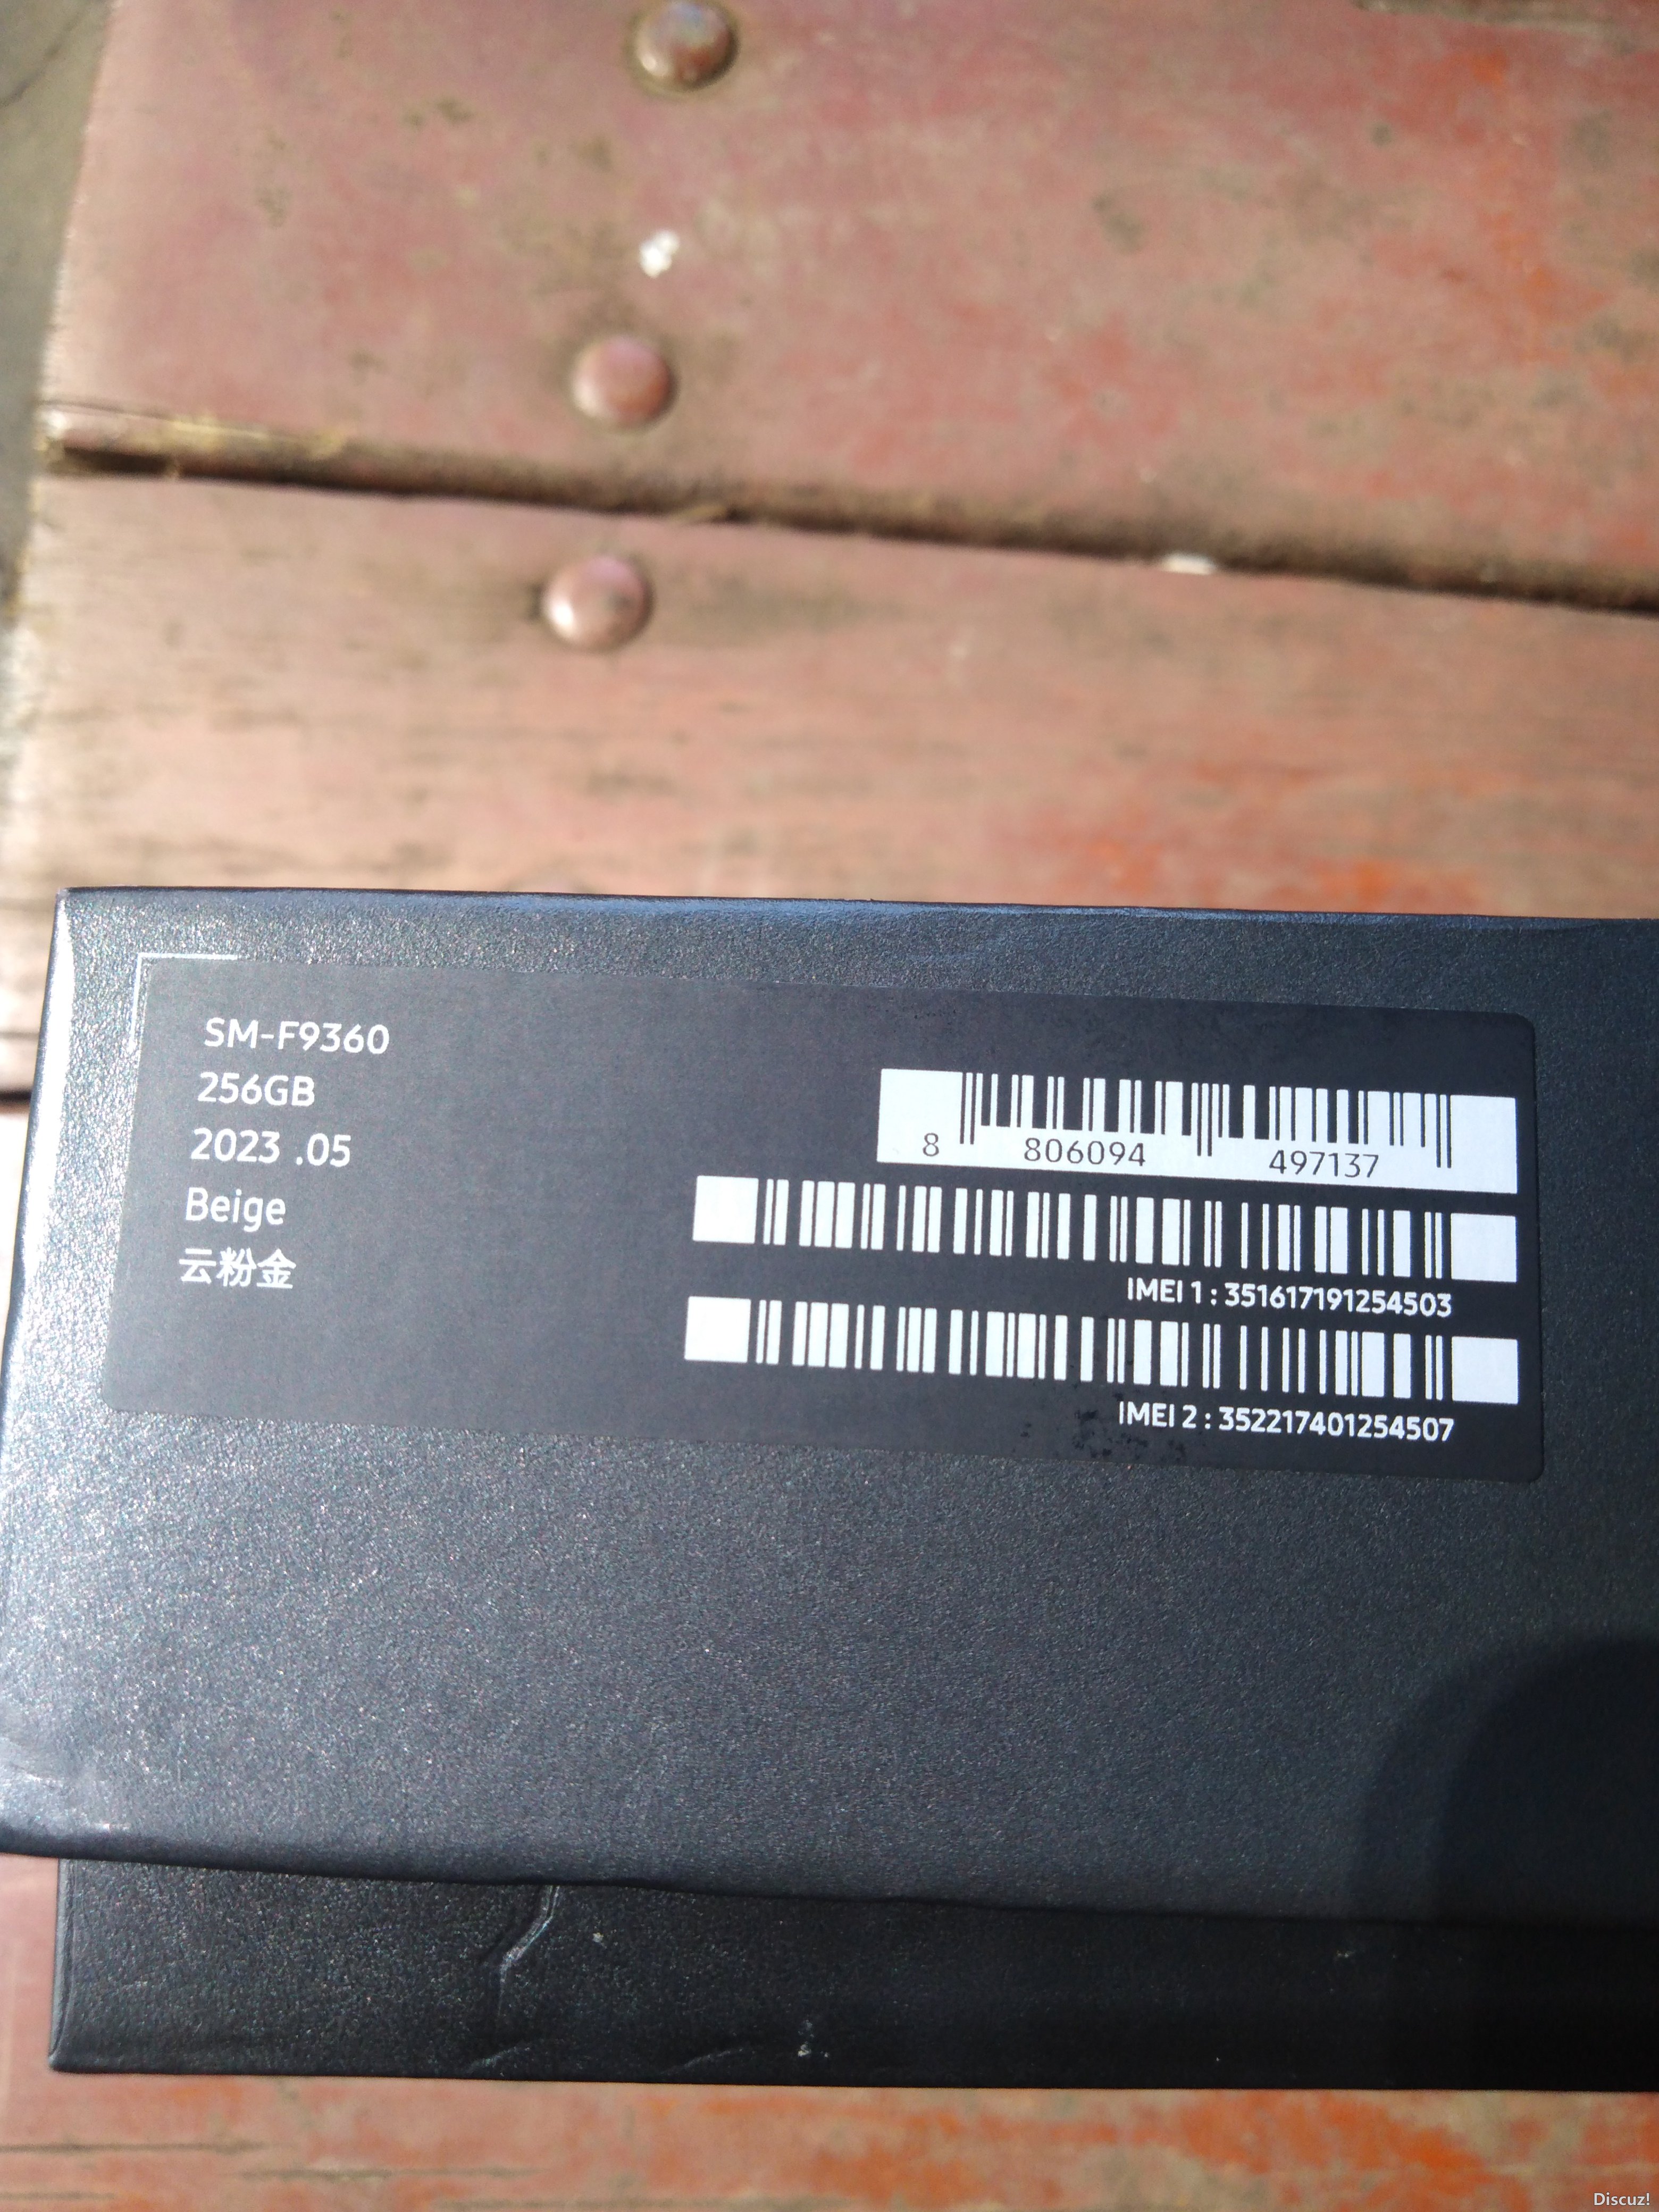 SM-F9360
256GB
2023 .05
Beige
云粉金
8 806094 497137
IMEI 1 : 351617191254503
IMEI 2 : 352217401254507
Discuz!